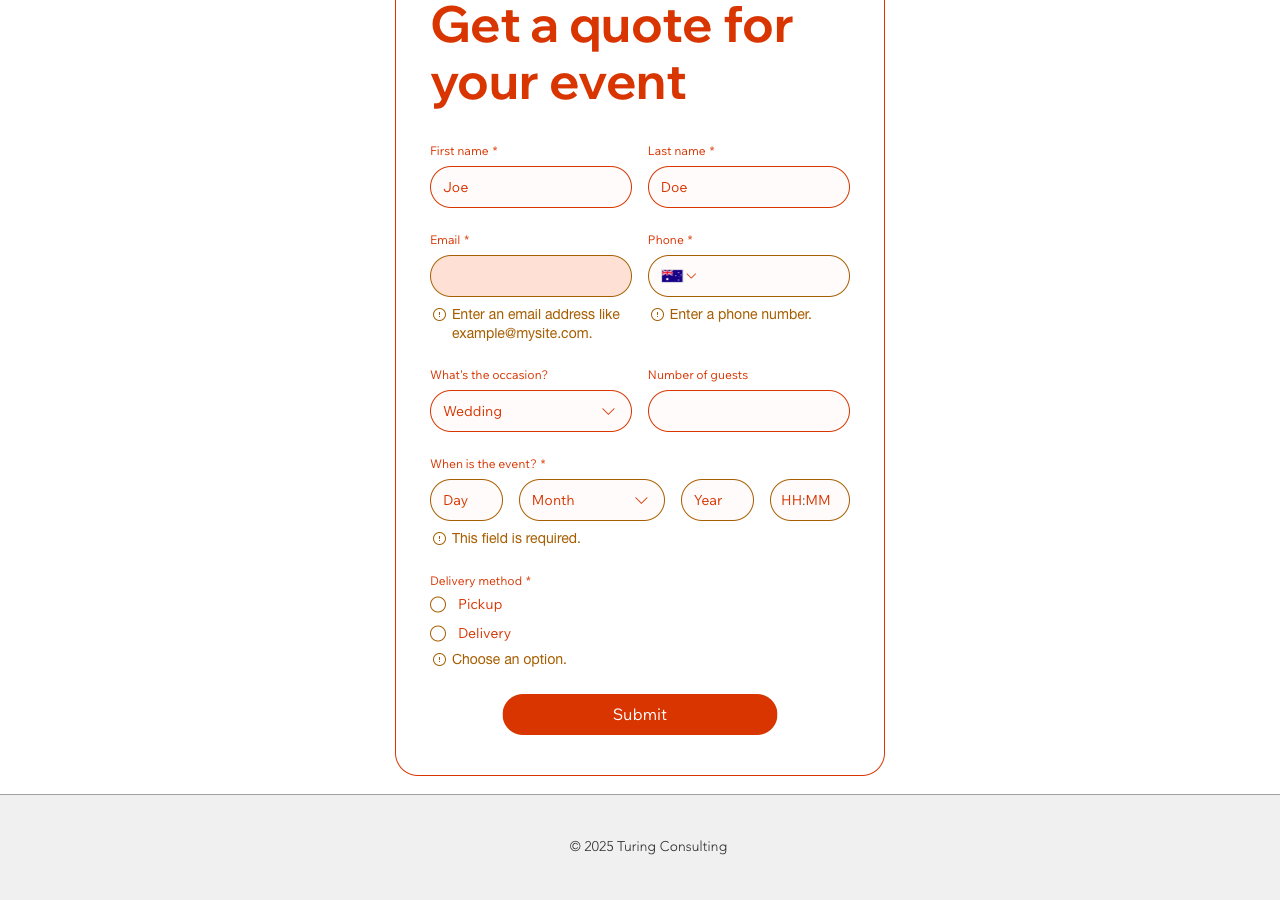 Get a quote for
your event
First name *
Last name *
Joe
Doe
Email *
Phone *
Enter an email address like
example@mysite.com.
Enter a phone number.
What's the occasion?
Number of guests
Wedding
When is the event? *
Day
Month
Year
HH:MM
This field is required.
Delivery method *
Pickup
Delivery
Choose an option.
Submit
© 2025 Turing Consulting